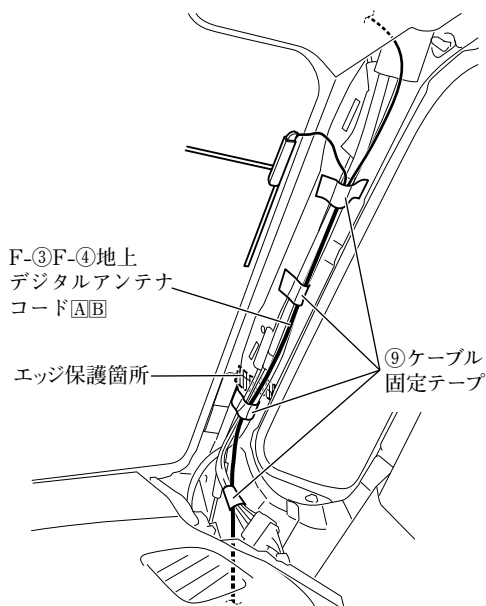 F-③F-④地上
デジタルアンテナ
コード🄰🄱
エッジ保護箇所
⑨ケーブル
固定テープ